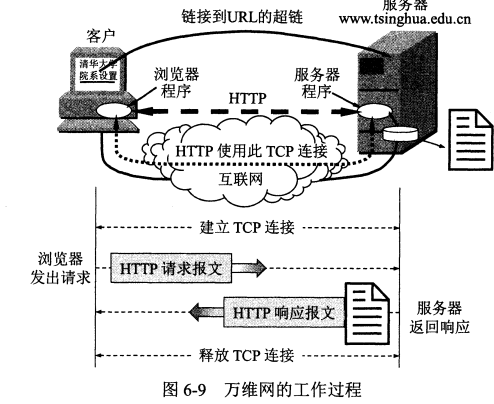 链接到URL的超链
服务器
www.tsinghua.edu.cn
客户
清华大学
院系设置
浏览器
程序
服务器
程序
HTTP
HTTP 使用此 TCP 连接
互联网
建立 TCP 连接
浏览器
发出请求
HTTP 请求报文
HTTP 响应报文
服务器
返回响应
释放 TCP 连接
图 6-9 万维网的工作过程